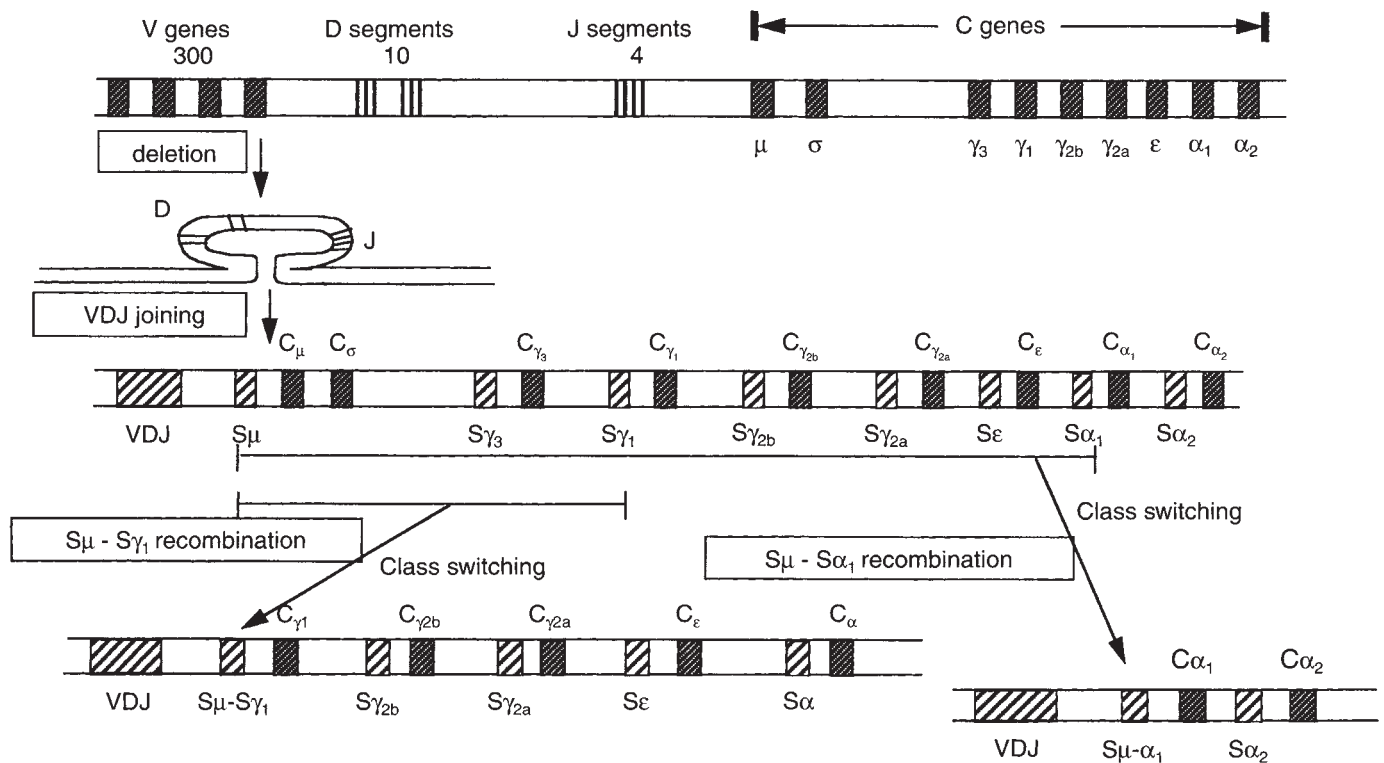 V genes
300
D segments
10
J segments
4
C genes
μ σ γ3 γ1 γ2b γ2a ε α1 α2
deletion
D
J
VDJ joining
Cμ Cσ Cγ3 Cγ1 Cγ2b Cγ2a Cε Cα1 Cα2
VDJ Sμ Sγ3 Sγ1 Sγ2b Sγ2a Sε Sα1 Sα2
Class switching
Sμ - Sγ1 recombination
Class switching
Sμ - Sα1 recombination
Cγ1 Cγ2b Cγ2a Cε Cα
VDJ Sμ-Sγ1 Sγ2b Sγ2a Sε Sα
Cα1 Cα2
VDJ Sμ-α1 Sα2